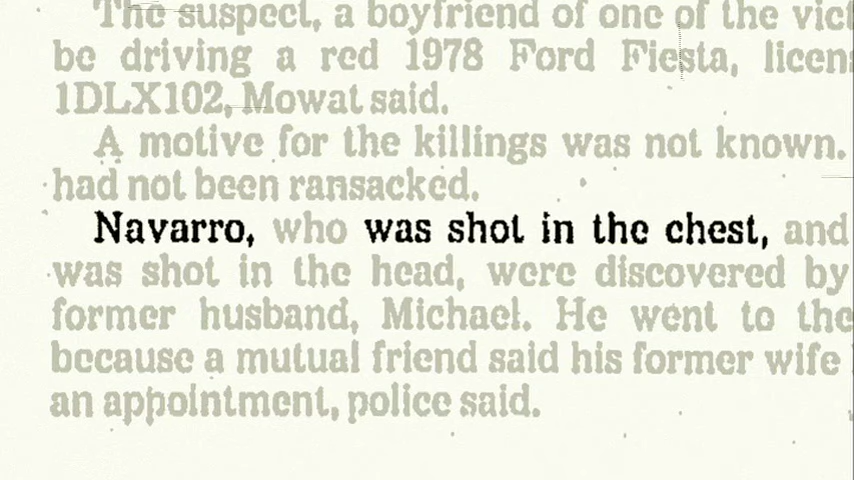 The suspect, a boyfriend of one of the
be driving a red 1978 Ford Fiesta,
1DLX102, Mowat said.
A motive for the killings was not known.
had not been ransacked.
Navarro, who was shot in the chest, and
was shot in the head, were discovered by
former husband, Michael. He went to the
because a mutual friend said his former wife
an appointment, police said.